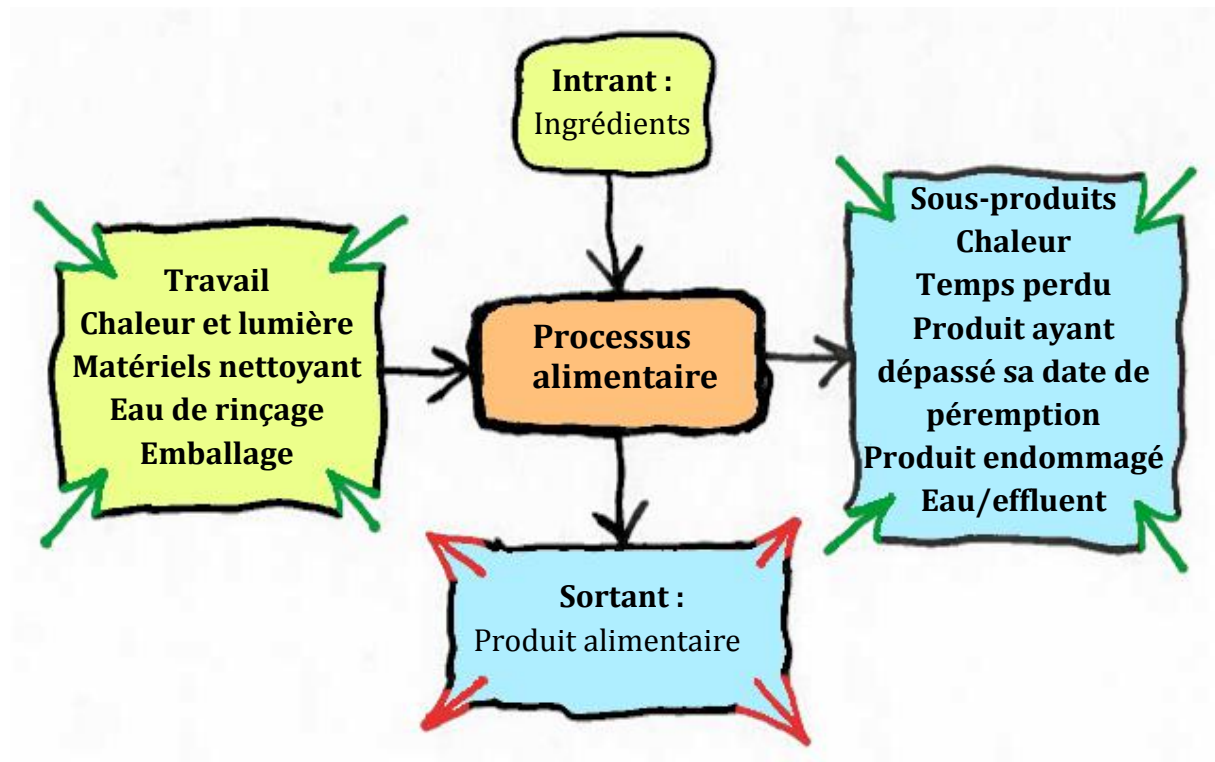 Intrant :
Ingrédients
Travail
Chaleur et lumière
Matériels nettoyant
Eau de rinçage
Emballage
Processus
alimentaire
Sous-produits
Chaleur
Temps perdu
Produit ayant
dépassé sa date de
péremption
Produit endommagé
Eau/effluent
Sortant :
Produit alimentaire